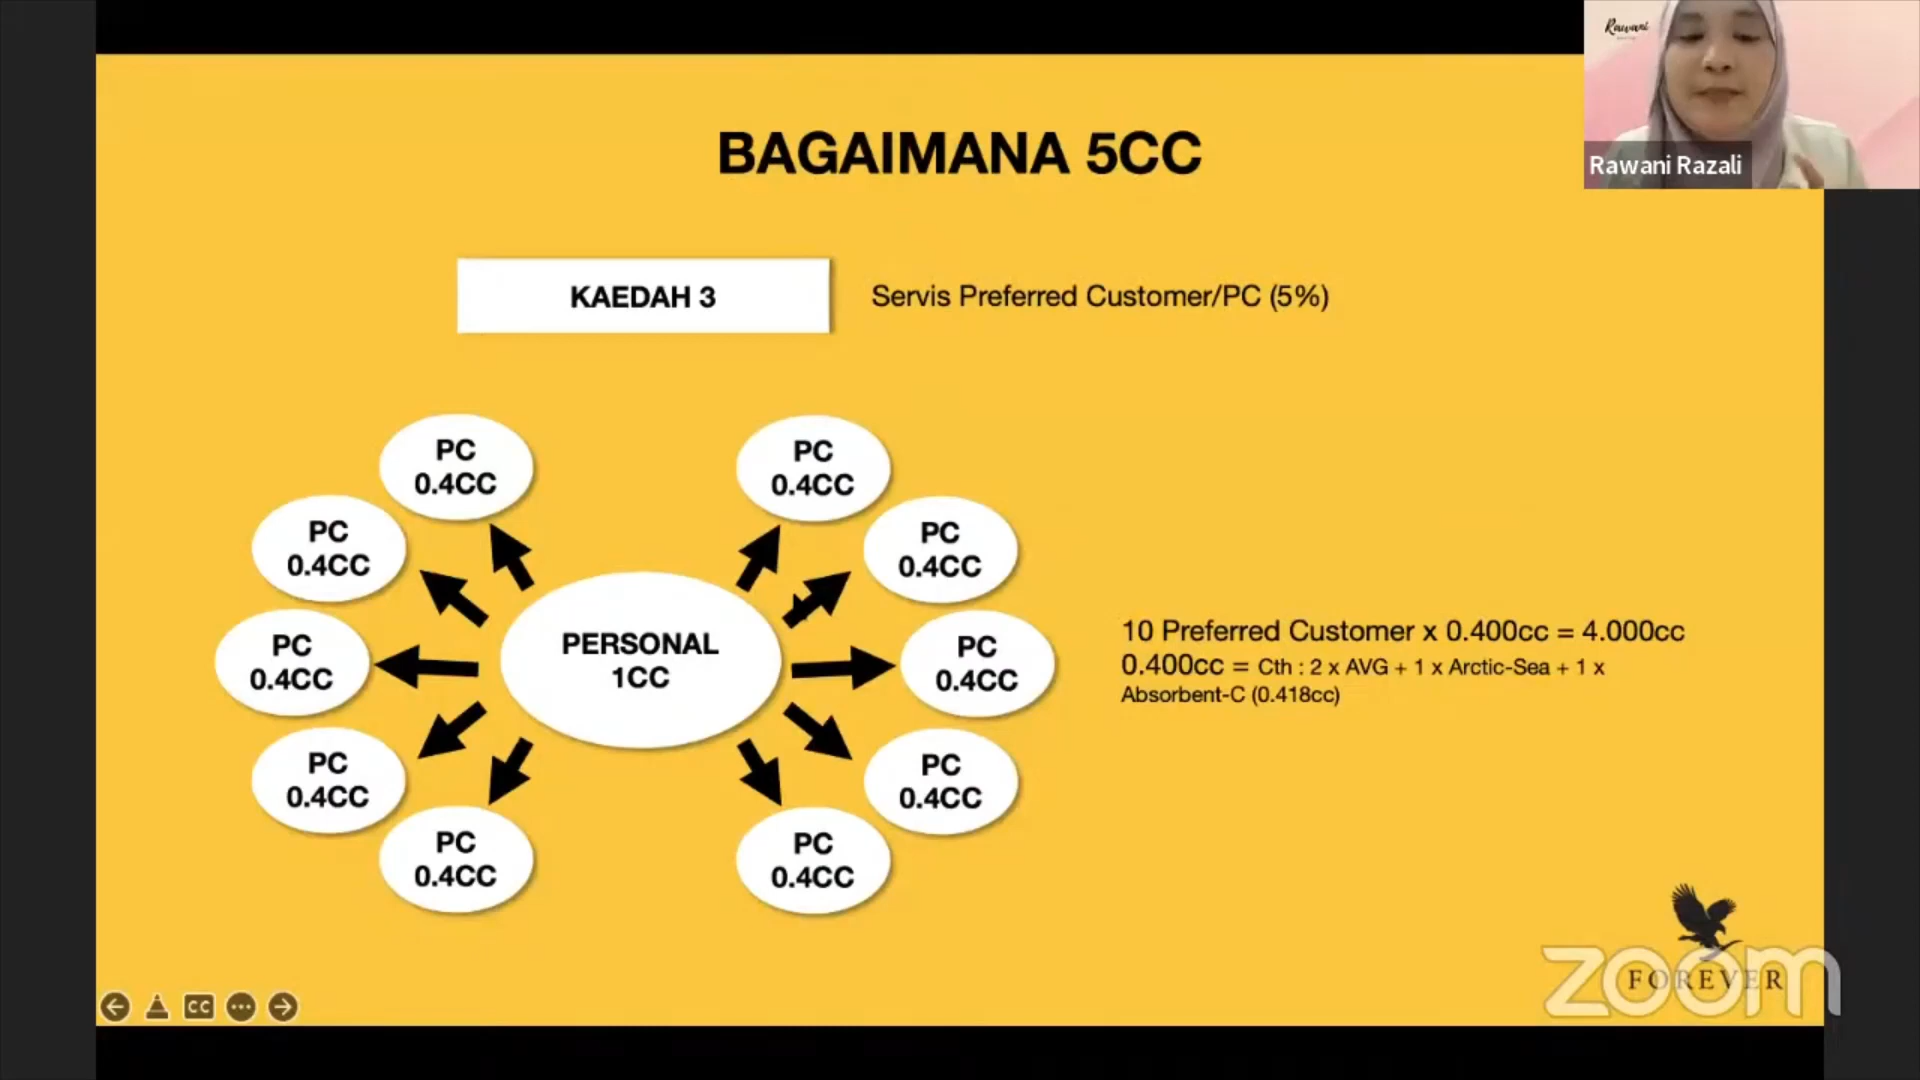 Rawani
Rawani Razali
BAGAIMANA 5CC
KAEDAH 3
Servis Preferred Customer/PC (5%)
PC
0.4CC
PC
0.4CC
PC
0.4CC
PC
0.4CC
PC
0.4CC
PERSONAL
1CC
PC
0.4CC
PC
0.4CC
PC
0.4CC
PC
0.4CC
PC
0.4CC
10 Preferred Customer x 0.400cc = 4.000cc
0.400cc = Cth : 2 x AVG + 1 x Arctic-Sea + 1 x
Absorbent-C (0.418cc)
CC
FOREVER
zoom